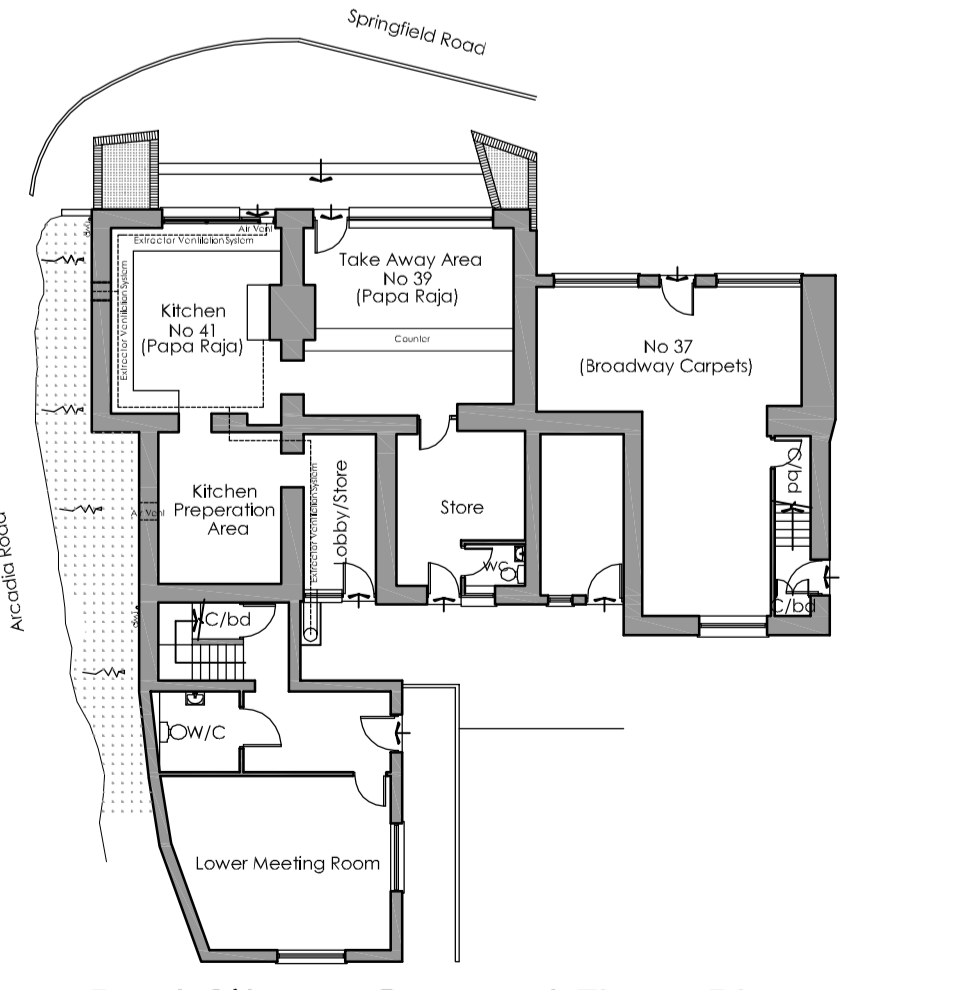 Springfield Road
Air Vent
Extractor Ventilation System
Extractor Ventilation System
Take Away Area
No 39
(Papa Raja)
Kitchen
No 41
(Papa Raja)
Counter
No 37
(Broadway Carpets)
C/bd
Kitchen
Preperation
Area
Air Vent
Extractor Ventilation System
Lobby/Store
Store
WC
C/bd
C/bd
Arcadia Road
W/C
Lower Meeting Room